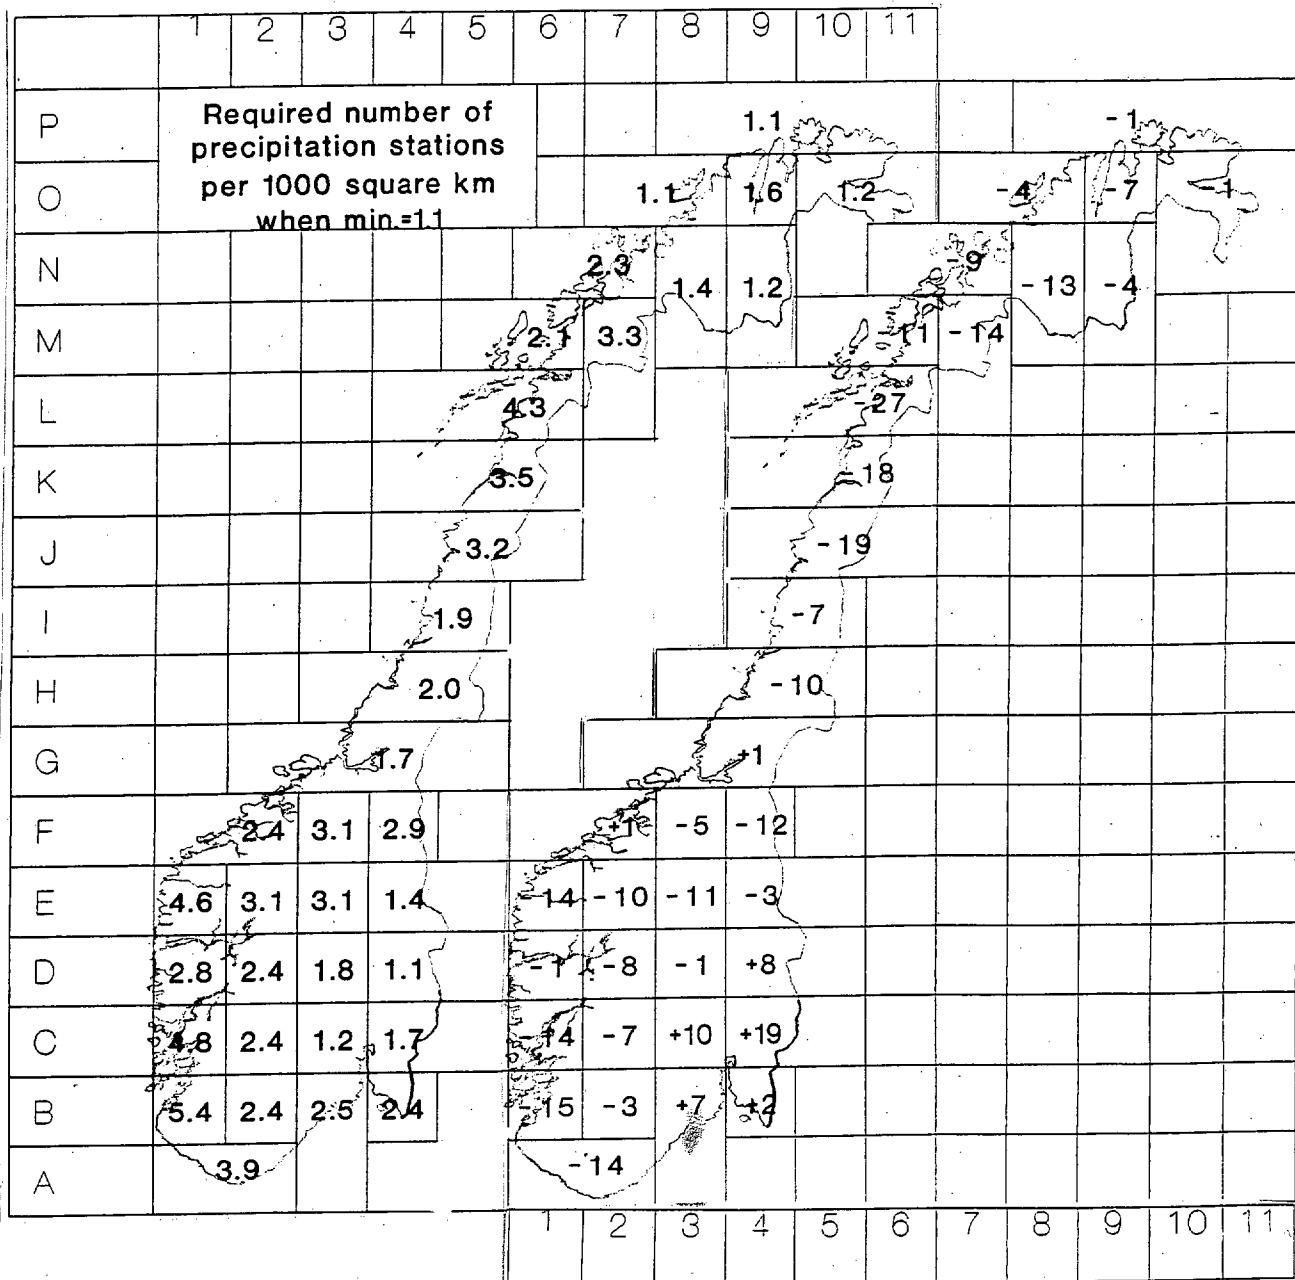 1 2 3 4 5 6 7 8 9 10 11
P Required number of 1.1 -1
precipitation stations
O per 1000 square km 1.1 1.6 1.2 -4 -7 -1
when min.=1.1
N 2.3 1.4 1.2 -9 -13 -4
M 2.1 3.3 -11 -14
L 4.3 -27
K 3.5 -18
J 3.2 -19
I 1.9 -7
H 2.0 -10
G 1.7 +1
F 2.4 3.1 2.9 +1 -5 -12
E 4.6 3.1 3.1 1.4 -14 -10 -11 -3
D 2.8 2.4 1.8 1.1 -1 -8 -1 +8
C 4.8 2.4 1.2 1.7 -14 -7 +10 +19
B 5.4 2.4 2.5 2.4 -15 -3 +7 +2
A 3.9 -14
1 2 3 4 5 6 7 8 9 10 11